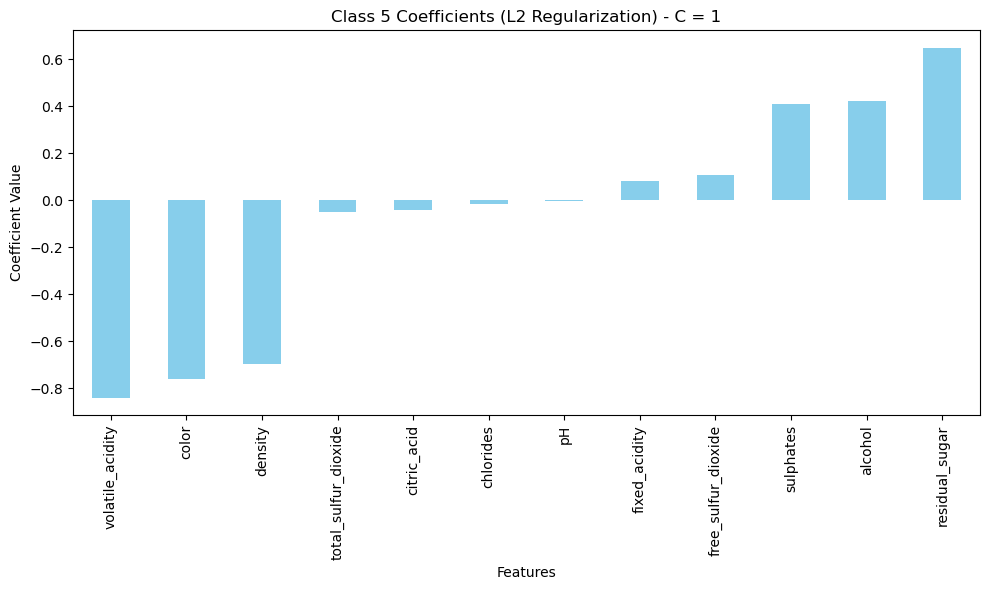 Class 5 Coefficients (L2 Regularization) - C = 1
Coefficient Value
0.6
0.4
0.2
0.0
−0.2
−0.4
−0.6
−0.8
volatile_acidity
color
density
total_sulfur_dioxide
citric_acid
chlorides
pH
fixed_acidity
free_sulfur_dioxide
sulphates
alcohol
residual_sugar
Features